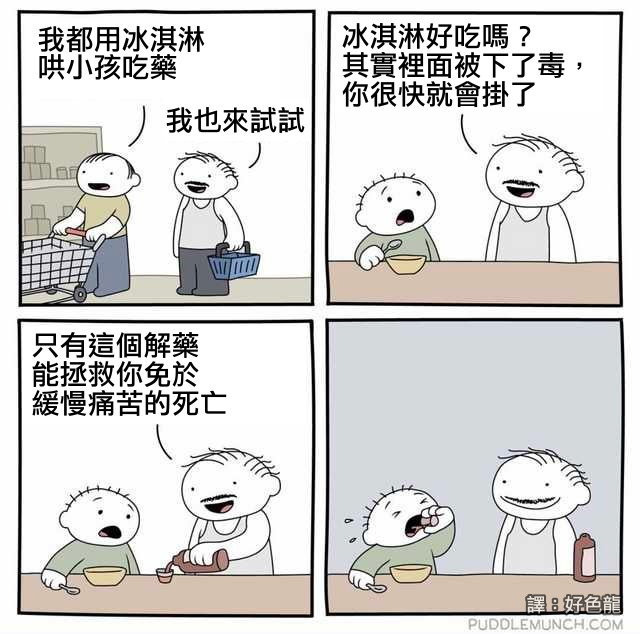 我都用冰淇淋
哄小孩吃藥
我也來試試
冰淇淋好吃嗎？
其實裡面被下了毒，
你很快就會掛了
只有這個解藥
能拯救你免於
緩慢痛苦的死亡
譯：好色龍
PUDDLEMUNCH.COM